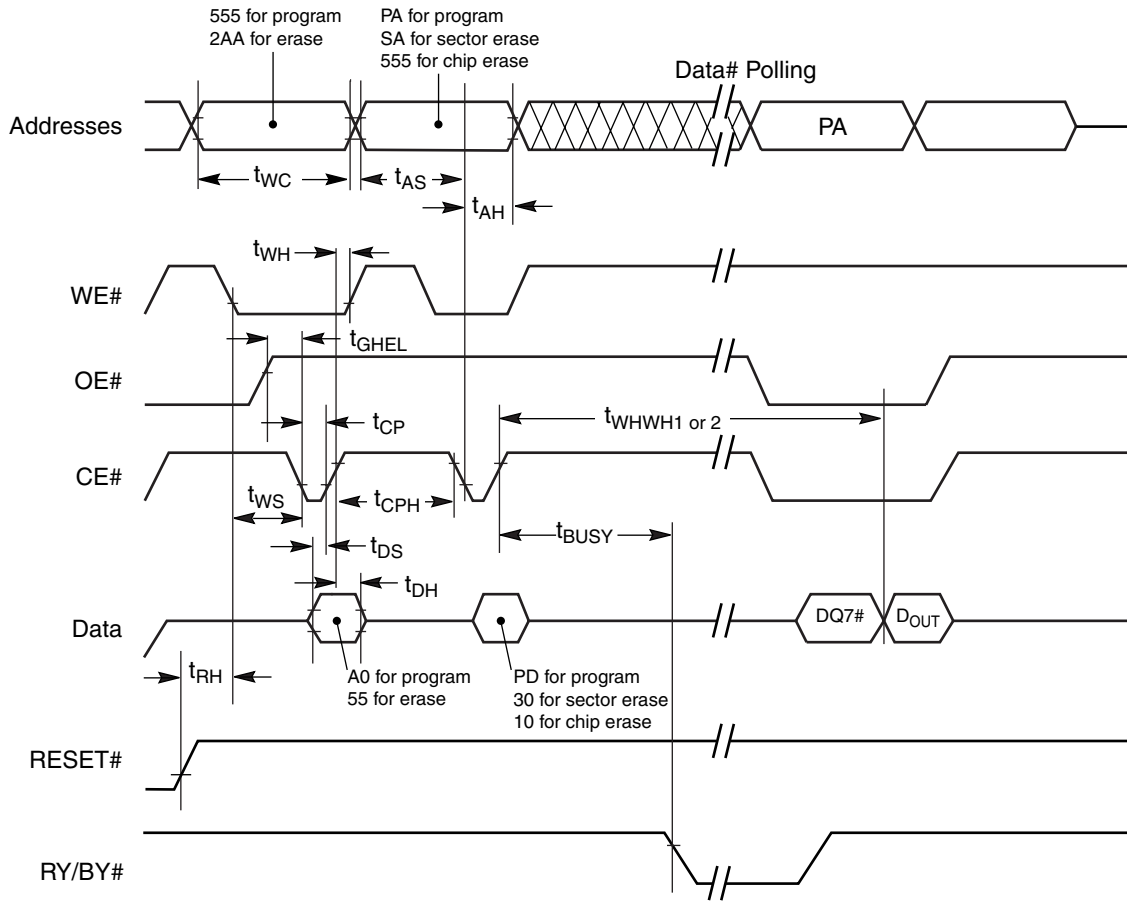 555 for program
2AA for erase
PA for program
SA for sector erase
555 for chip erase
Data# Polling
Addresses
PA
tWC
tAS
tAH
tWH
WE#
tGHEL
OE#
tWHWH1 or 2
tCP
CE#
tWS
tCPH
tBUSY
tDS
tDH
Data
DQ7#
DOUT
tRH
A0 for program
55 for erase
PD for program
30 for sector erase
10 for chip erase
RESET#
RY/BY#